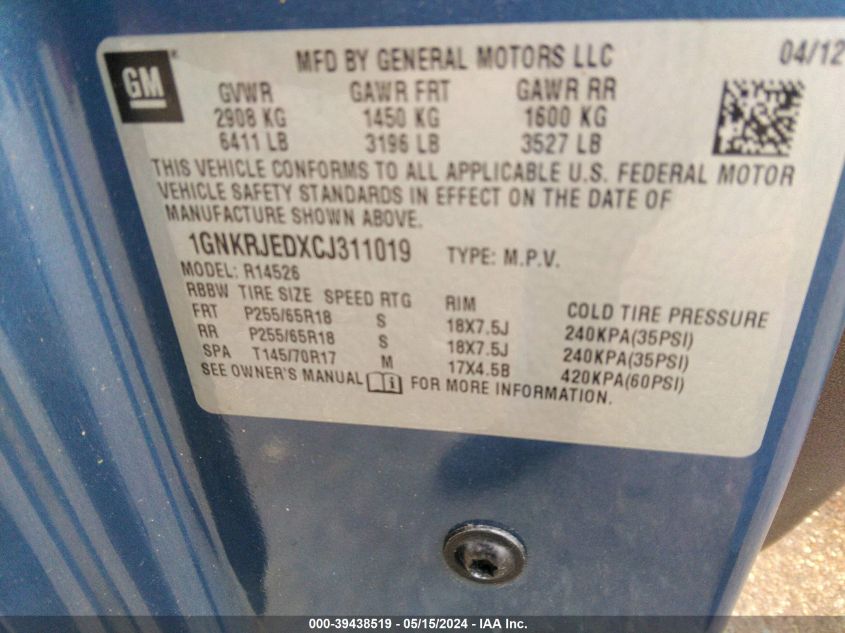 GM
MFD BY GENERAL MOTORS LLC 04/12
GVWR GAWR FRT GAWR RR
2908 KG 1450 KG 1600 KG
6411 LB 3196 LB 3527 LB
THIS VEHICLE CONFORMS TO ALL APPLICABLE U.S. FEDERAL MOTOR
VEHICLE SAFETY STANDARDS IN EFFECT ON THE DATE OF
MANUFACTURE SHOWN ABOVE.
1GNKRJEDXCJ311019 TYPE: M.P.V.
MODEL: R14526
RBBW TIRE SIZE SPEED RTG RIM COLD TIRE PRESSURE
FRT P255/65R18 S 18X7.5J 240KPA(35PSI)
RR P255/65R18 S 18X7.5J 240KPA(35PSI)
SPA T145/70R17 M 17X4.5B 420KPA(60PSI)
SEE OWNER'S MANUAL FOR MORE INFORMATION.
000-39438519 - 05/15/2024 - IAA Inc.